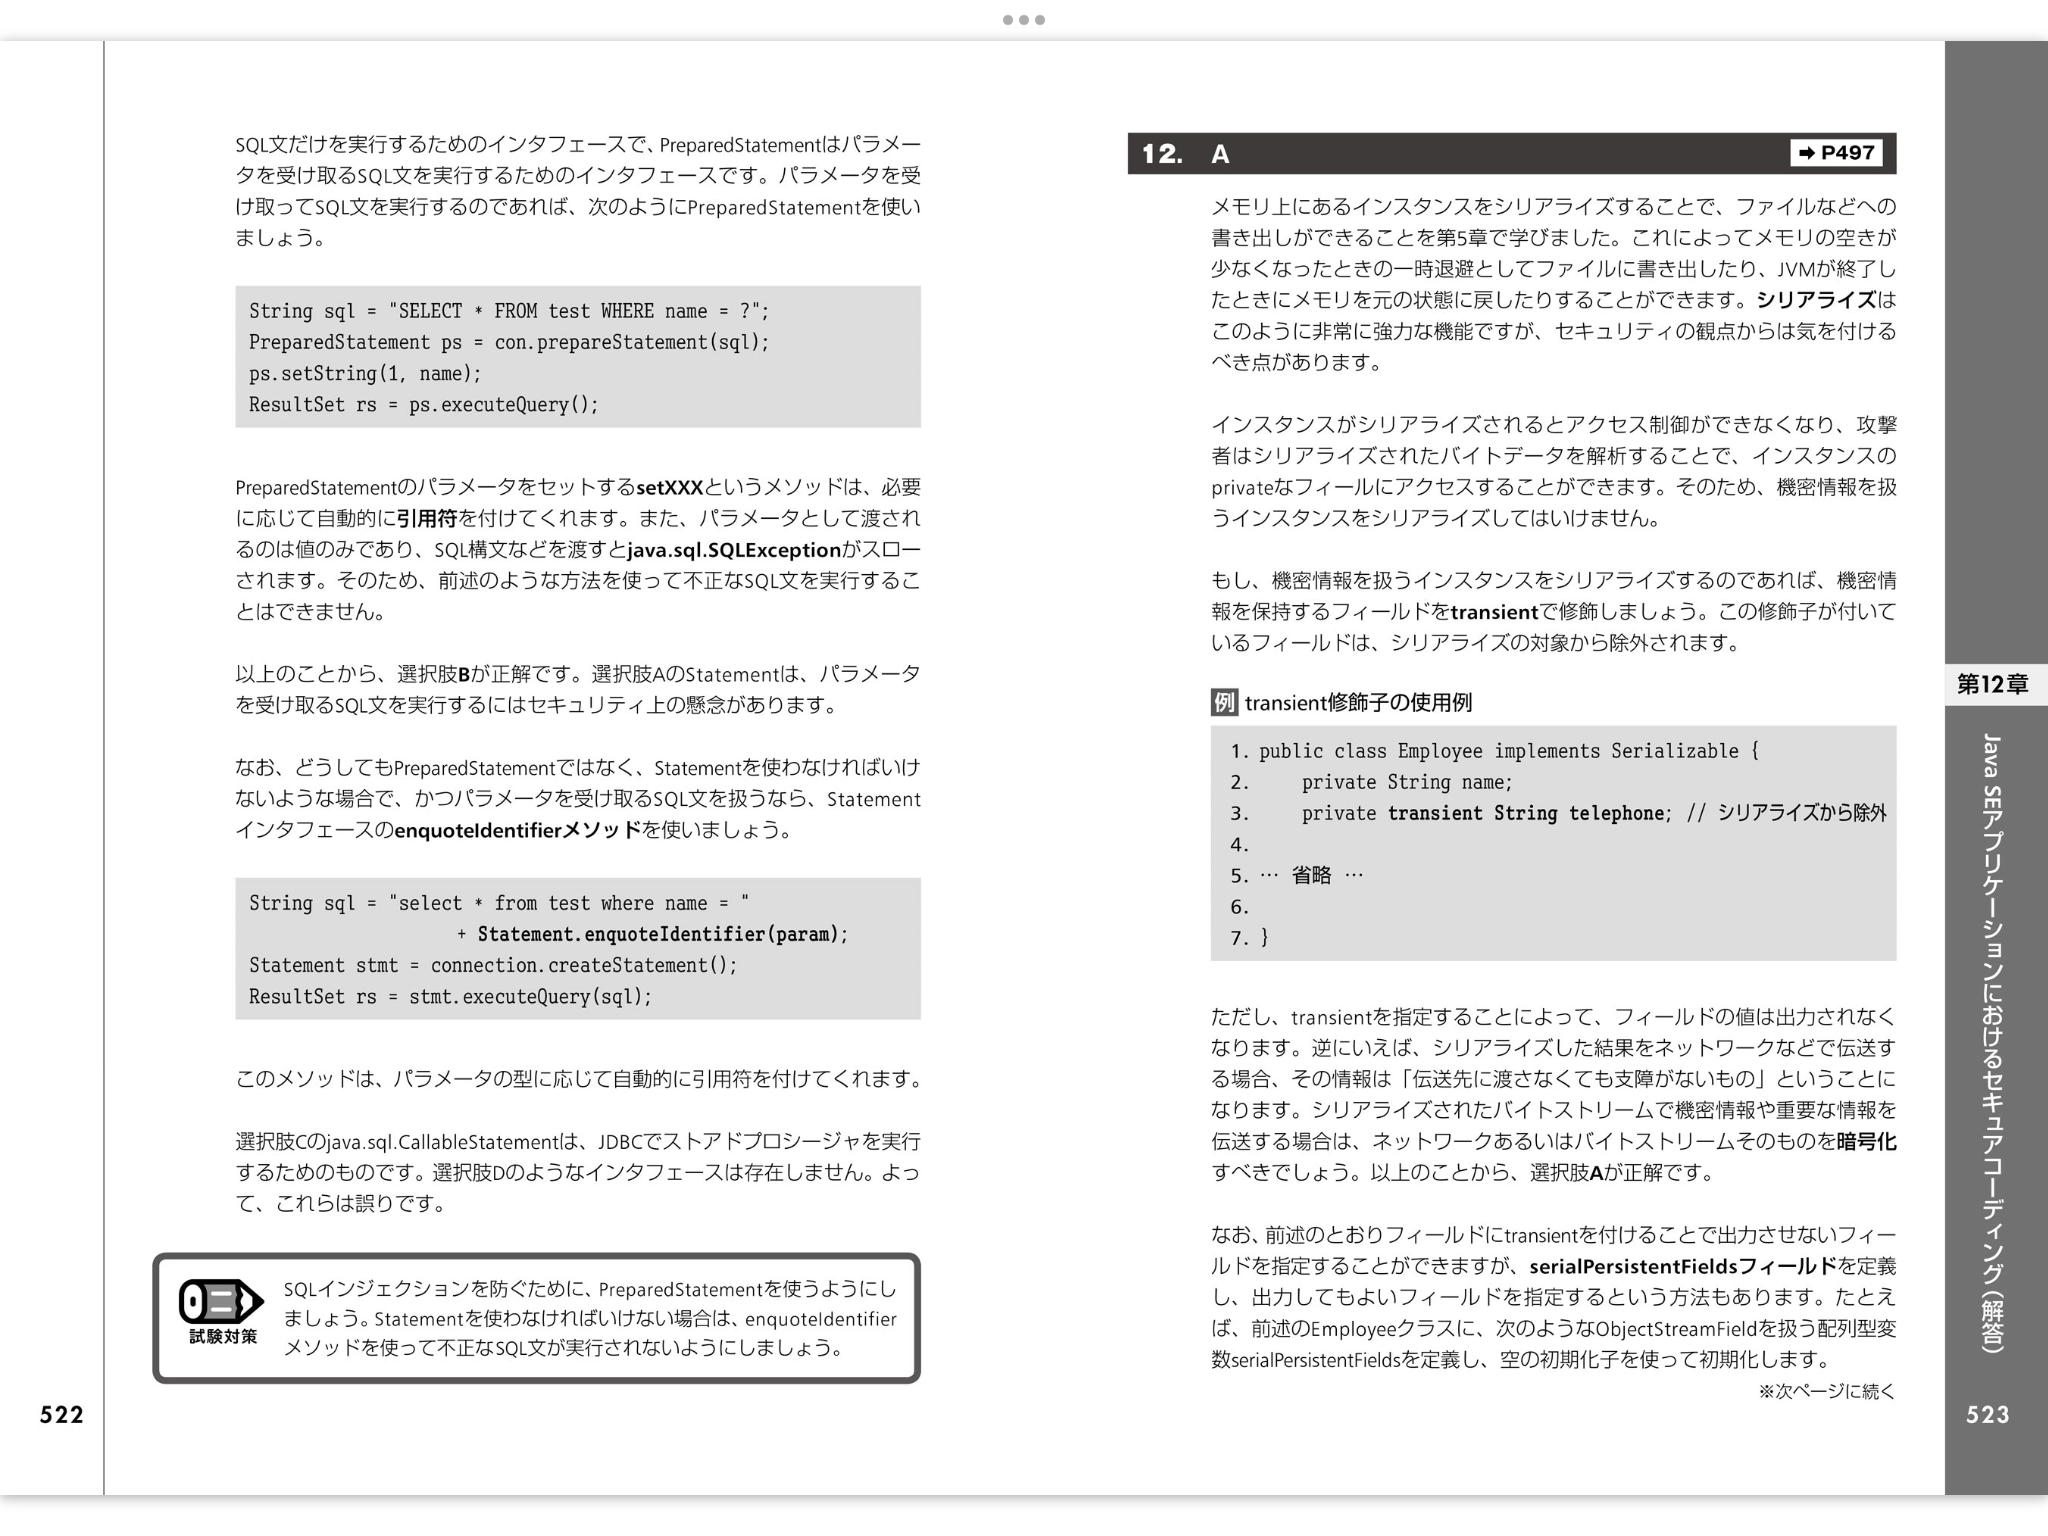 SQL文だけを実行するためのインタフェースで、PreparedStatementはパラメー
タを受け取るSQL文を実行するためのインタフェースです。パラメータを受
け取ってSQL文を実行するのであれば、次のようにPreparedStatementを使い
ましょう。
String sql = "SELECT * FROM test WHERE name = ?";
PreparedStatement ps = con.prepareStatement(sql);
ps.setString(1, name);
ResultSet rs = ps.executeQuery();
PreparedStatementのパラメータをセットするsetXXXというメソッドは、必要
に応じて自動的に引用符を付けてくれます。また、パラメータとして渡され
るのは値のみであり、SQL構文などを渡すとjava.sql.SQLExceptionがスロー
されます。そのため、前述のような方法を使って不正なSQL文を実行するこ
とはできません。
以上のことから、選択肢Bが正解です。選択肢AのStatementは、パラメータ
を受け取るSQL文を実行するにはセキュリティ上の懸念があります。
なお、どうしてもPreparedStatementではなく、Statementを使わなければいけ
ないような場合で、かつパラメータを受け取るSQL文を扱うなら、Statement
インタフェースのenquoteIdentifierメソッドを使いましょう。
String sql = "select * from test where name = "
+ Statement.enquoteIdentifier(param);
Statement stmt = connection.createStatement();
ResultSet rs = stmt.executeQuery(sql);
このメソッドは、パラメータの型に応じて自動的に引用符を付けてくれます。
選択肢Cのjava.sql.CallableStatementは、JDBCでストアドプロシージャを実行
するためのものです。選択肢Dのようなインタフェースは存在しません。よっ
て、これらは誤りです。
試験対策
SQLインジェクションを防ぐために、PreparedStatementを使うようにし
ましょう。Statementを使わなければいけない場合は、enquoteIdentifier
メソッドを使って不正なSQL文が実行されないようにしましょう。
522
12. A ➡ P497
メモリ上にあるインスタンスをシリアライズすることで、ファイルなどへの
書き出しができることを第5章で学びました。これによってメモリの空きが
少なくなったときの一時退避としてファイルに書き出したり、JVMが終了し
たときにメモリを元の状態に戻したりすることができます。シリアライズは
このように非常に強力な機能ですが、セキュリティの観点からは気を付ける
べき点があります。
インスタンスがシリアライズされるとアクセス制御ができなくなり、攻撃
者はシリアライズされたバイトデータを解析することで、インスタンスの
privateなフィールにアクセスすることができます。そのため、機密情報を扱
うインスタンスをシリアライズしてはいけません。
もし、機密情報を扱うインスタンスをシリアライズするのであれば、機密情
報を保持するフィールドをtransientで修飾しましょう。この修飾子が付いて
いるフィールドは、シリアライズの対象から除外されます。
例 transient修飾子の使用例
1. public class Employee implements Serializable {
2. private String name;
3. private transient String telephone; // シリアライズから除外
4.
5. … 省略 …
6.
7. }
ただし、transientを指定することによって、フィールドの値は出力されなく
なります。逆にいえば、シリアライズした結果をネットワークなどで伝送す
る場合、その情報は「伝送先に渡さなくても支障がないもの」ということに
なります。シリアライズされたバイトストリームで機密情報や重要な情報を
伝送する場合は、ネットワークあるいはバイトストリームそのものを暗号化
すべきでしょう。以上のことから、選択肢Aが正解です。
なお、前述のとおりフィールドにtransientを付けることで出力させないフィー
ルドを指定することができますが、serialPersistentFieldsフィールドを定義
し、出力してもよいフィールドを指定するという方法もあります。たとえ
ば、前述のEmployeeクラスに、次のようなObjectStreamFieldを扱う配列型変
数serialPersistentFieldsを定義し、空の初期化子を使って初期化します。
※次ページに続く
第12章
Java SEアプリケーションにおけるセキュアコーディング（解答）
523